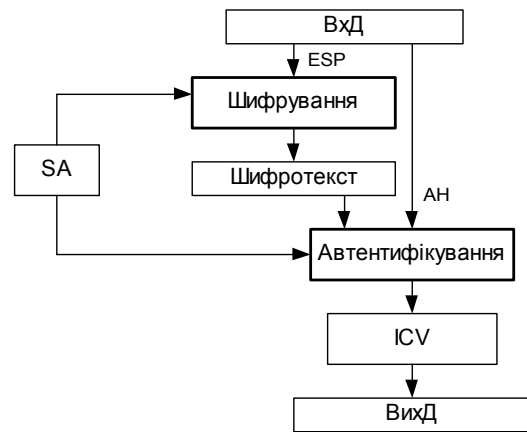 ВхД
ESP
Шифрування
SA
Шифротекст
AH
Автентифікування
ICV
ВихД